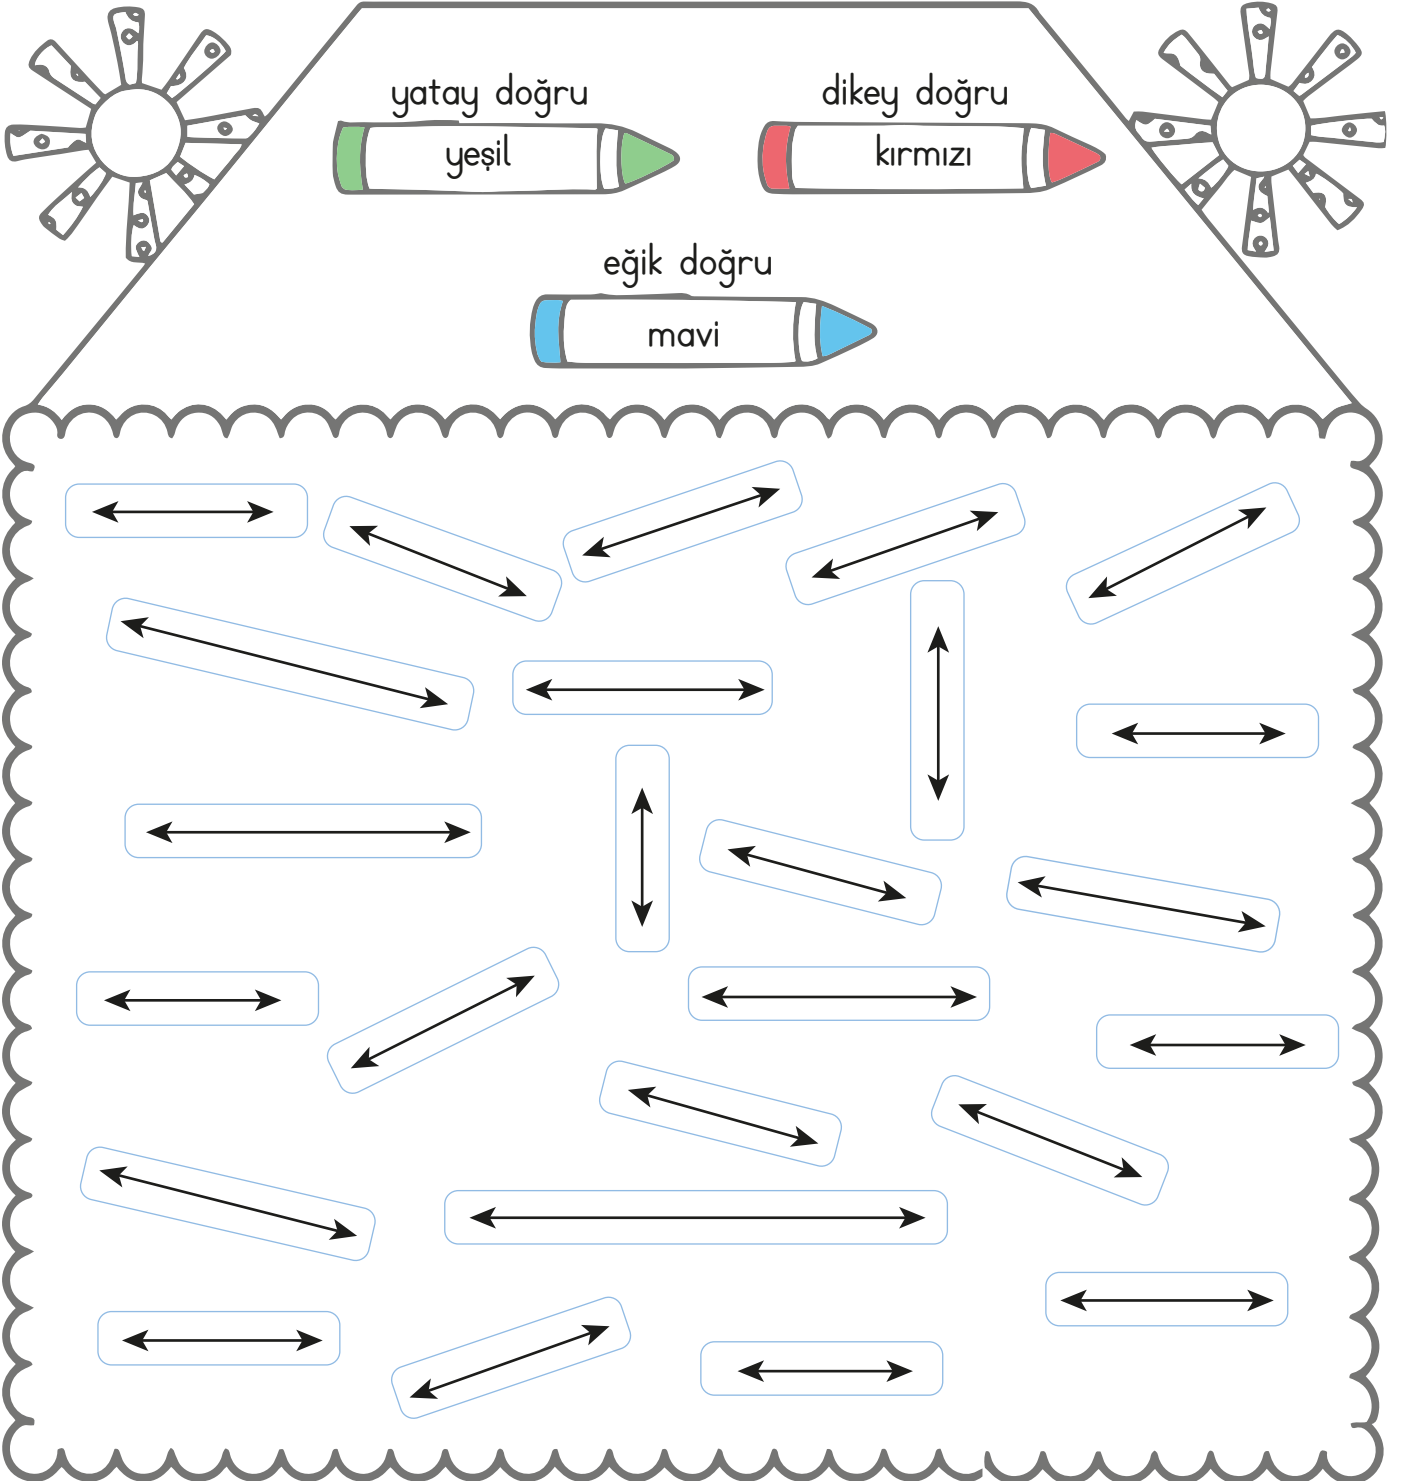 yatay doğru
yeşil
dikey doğru
kırmızı
eğik doğru
mavi